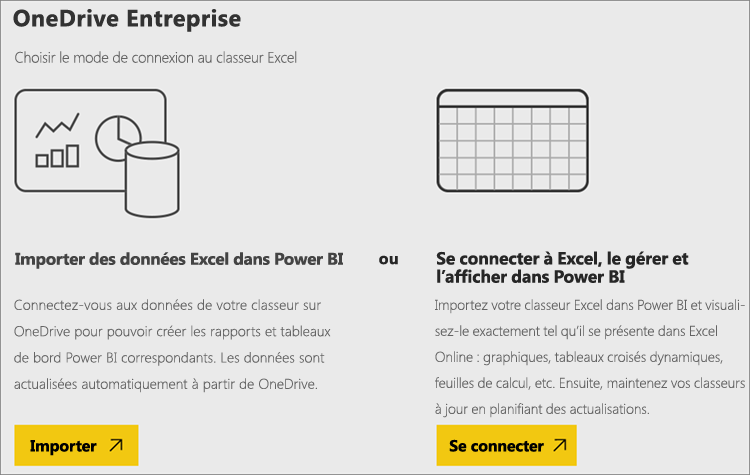 OneDrive Entreprise
Choisir le mode de connexion au classeur Excel
Importer des données Excel dans Power BI
Connectez-vous aux données de votre classeur sur
OneDrive pour pouvoir créer les rapports et tableaux
de bord Power BI correspondants. Les données sont
actualisées automatiquement à partir de OneDrive.
Importer
ou
Se connecter à Excel, le gérer et
l’afficher dans Power BI
Importez votre classeur Excel dans Power BI et visuali-
sez-le exactement tel qu’il se présente dans Excel
Online : graphiques, tableaux croisés dynamiques,
feuilles de calcul, etc. Ensuite, maintenez vos classeurs
à jour en planifiant des actualisations.
Se connecter